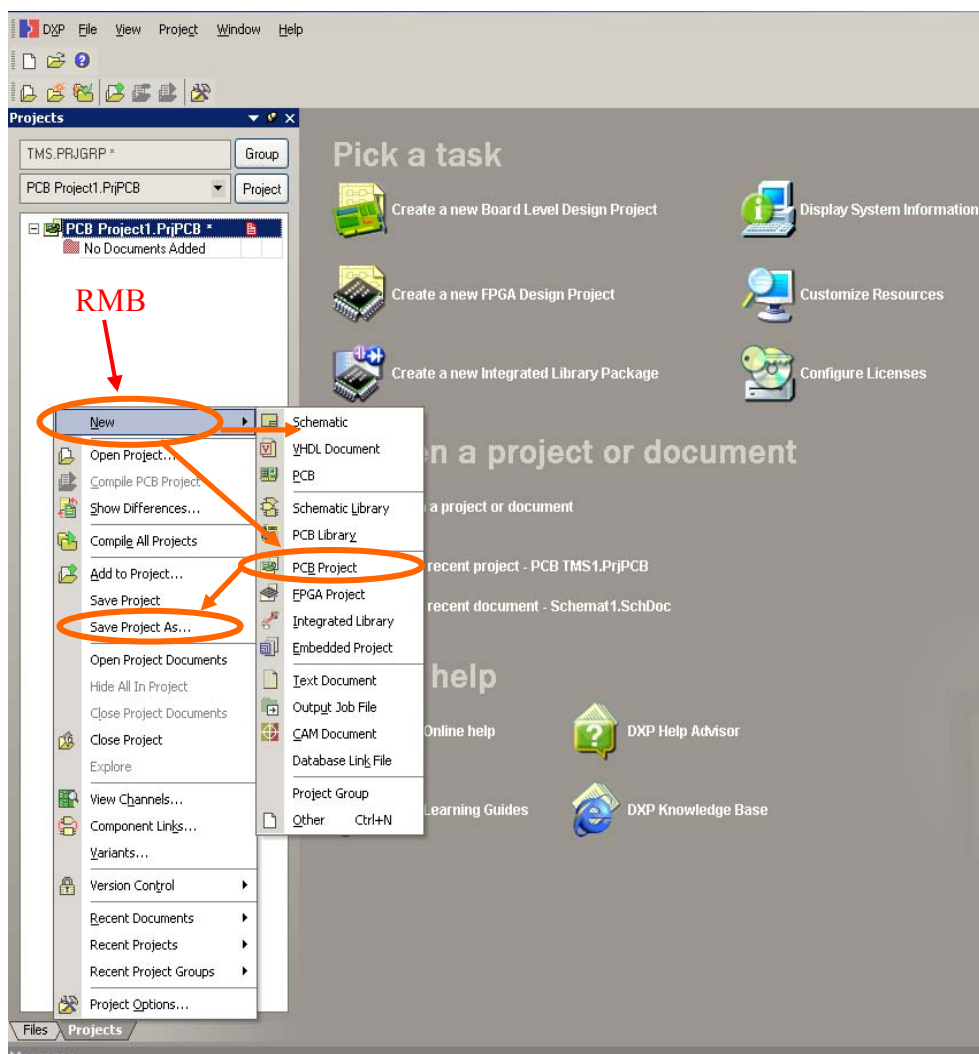 DXP File View Project Window Help
Projects
TMS.PRJGRP *
Group
PCB Project1.PrjPCB
Project
PCB Project1.PrjPCB *
No Documents Added
RMB
Pick a task
Create a new Board Level Design Project
Display System Information
Create a new FPGA Design Project
Customize Resources
Create a new Integrated Library Package
Configure Licenses
n a project or document
a project or document
recent project - PCB TMS1.PrjPCB
recent document - Schemat1.SchDoc
help
Online help
DXP Help Advisor
Learning Guides
DXP Knowledge Base
New
Open Project...
Compile PCB Project
Show Differences...
Compile All Projects
Add to Project...
Save Project
Save Project As...
Open Project Documents
Hide All In Project
Close Project Documents
Close Project
Explore
View Channels...
Component Links...
Variants...
Version Control
Recent Documents
Recent Projects
Recent Project Groups
Project Options...
Schematic
VHDL Document
PCB
Schematic Library
PCB Library
PCB Project
FPGA Project
Integrated Library
Embedded Project
Text Document
Output Job File
CAM Document
Database Link File
Project Group
Other Ctrl+N
Files Projects